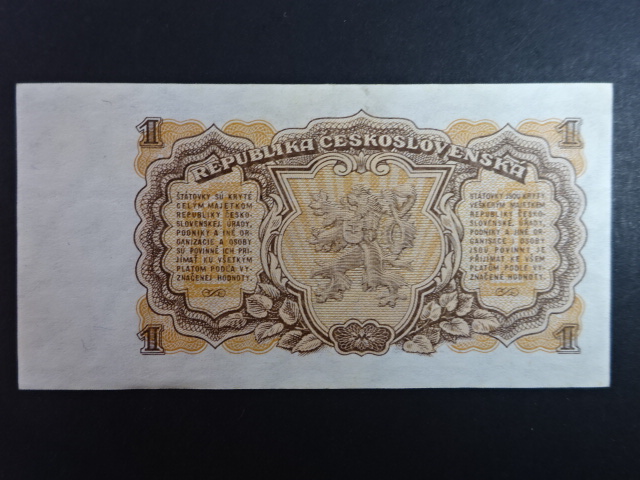 1
1
REPUBLIKA ČESKOSLOVENSKÁ
ŠTÁTOVKY SÚ KRYTÉ
CELÝM MAJETKOM
REPUBLIKY ČESKO-
SLOVENSKEJ. ÚRADY,
PODNIKY A INÉ OR-
GANIZÁCIE A OSOBY
SÚ POVINNÉ ICH PRI-
JÍMAŤ KU VŠETKÝM
PLATOM PODĽA VY-
ZNAČENEJ HODNOTY.
STÁTOVKY JSOU KRYTY
VEŠKERÝM MAJETKEM
REPUBLIKY ČESKO-
SLOVENSKÉ. ÚŘADY,
PODNIKY A JINÉ OR-
GANISACE I OSOBY
JSOU POVINNY JE
PŘIJÍMAT KE VŠEM
PLATŮM PODLE VY-
ZNAČENÉ HODNOTY.
1
1